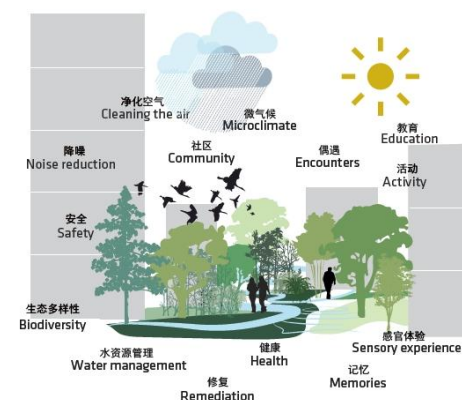 净化空气
Cleaning the air
微气候
Microclimate
教育
Education
降噪
Noise reduction
社区
Community
偶遇
Encounters
活动
Activity
安全
Safety
生态多样性
Biodiversity
水资源管理
Water management
健康
Health
感官体验
Sensory experience
修复
Remediation
记忆
Memories